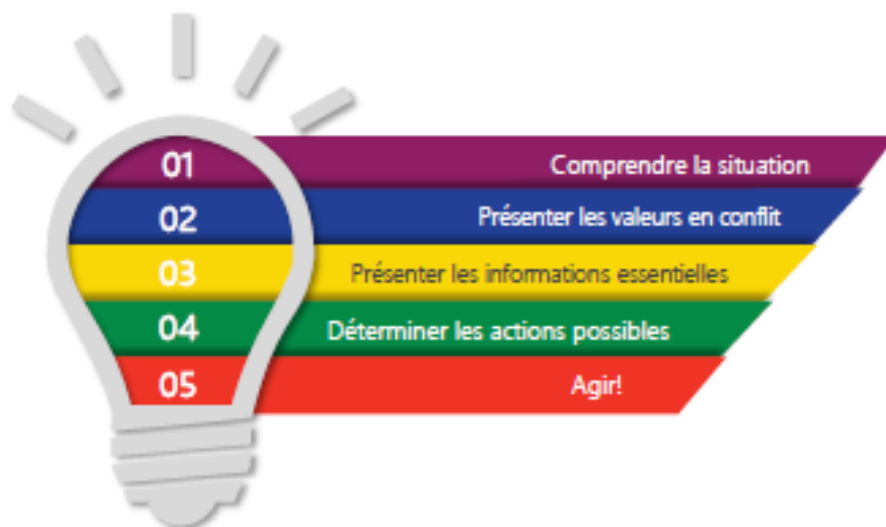 01 Comprendre la situation
02 Présenter les valeurs en conflit
03 Présenter les informations essentielles
04 Déterminer les actions possibles
05 Agir!